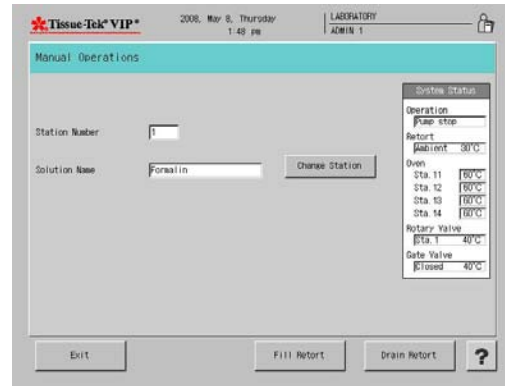 Tissue-Tek® VIP®
2008, May 8, Thursday
1:48 pm
LABORATORY
ADMIN 1
Manual Operations
System Status
Operation
Pump stop
Retort
Ambient 30°C
Station Number 1
Oven
Solution Name Formalin Change Station
Sta. 11 60°C
Sta. 12 60°C
Sta. 13 60°C
Sta. 14 60°C
Rotary Valve
Sta. 1 40°C
Gate Valve
Closed 40°C
Exit Fill Retort Drain Retort ?